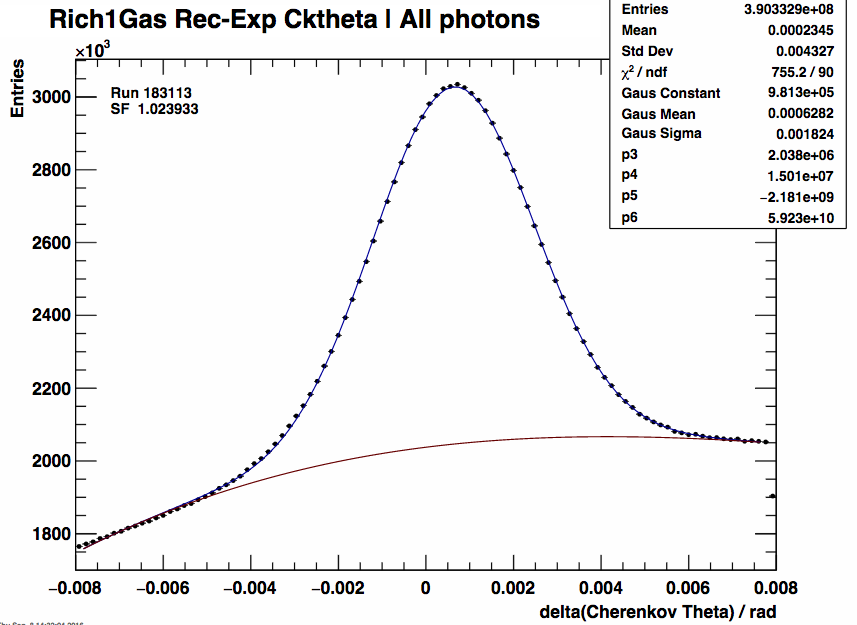 Rich1Gas Rec-Exp Cktheta | All photons
×10³
Entries
Run 183113
SF 1.023933
Entries 3.903329e+08
Mean 0.0002345
Std Dev 0.004327
χ² / ndf 755.2 / 90
Gaus Constant 9.813e+05
Gaus Mean 0.0006282
Gaus Sigma 0.001824
p3 2.038e+06
p4 1.501e+07
p5 −2.181e+09
p6 5.923e+10
3000
2800
2600
2400
2200
2000
1800
−0.008 −0.006 −0.004 −0.002 0 0.002 0.004 0.006 0.008
delta(Cherenkov Theta) / rad